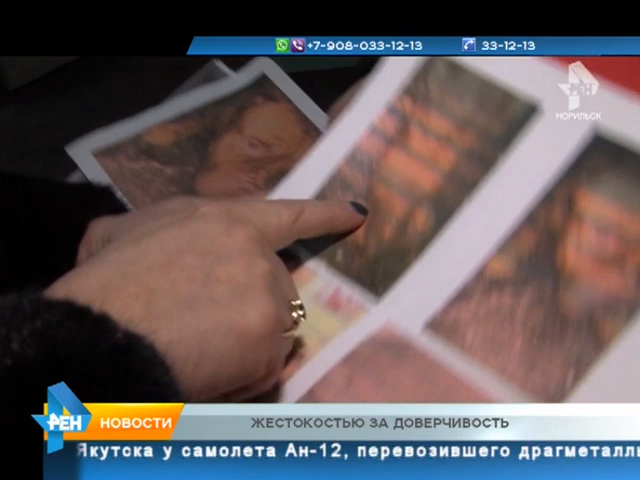 +7-908-033-12-13 33-12-13
РЕН
НОРИЛЬСК
РЕН НОВОСТИ ЖЕСТОКОСТЬЮ ЗА ДОВЕРЧИВОСТЬ
Якутска у самолета Ан-12, перевозившего драгметалл